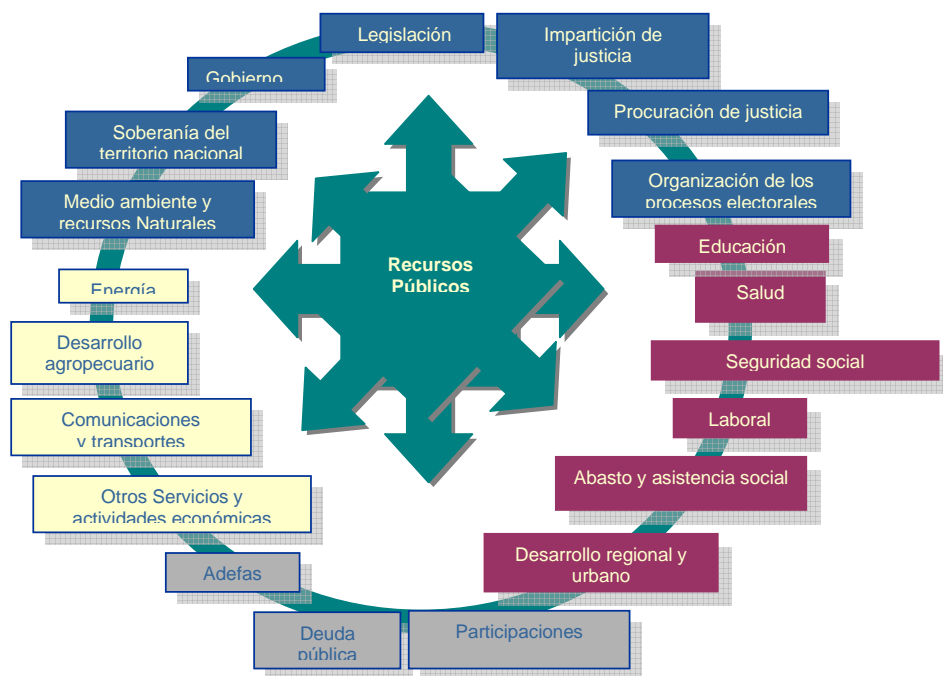 Legislación
Impartición de
justicia
Gobierno
Procuración de justicia
Soberanía del
territorio nacional
Organización de los
procesos electorales
Medio ambiente y
recursos Naturales
Educación
Recursos
Públicos
Energía
Salud
Desarrollo
agropecuario
Seguridad social
Comunicaciones
y transportes
Laboral
Abasto y asistencia social
Otros Servicios y
actividades económicas
Desarrollo regional y
urbano
Adefas
Deuda
pública
Participaciones